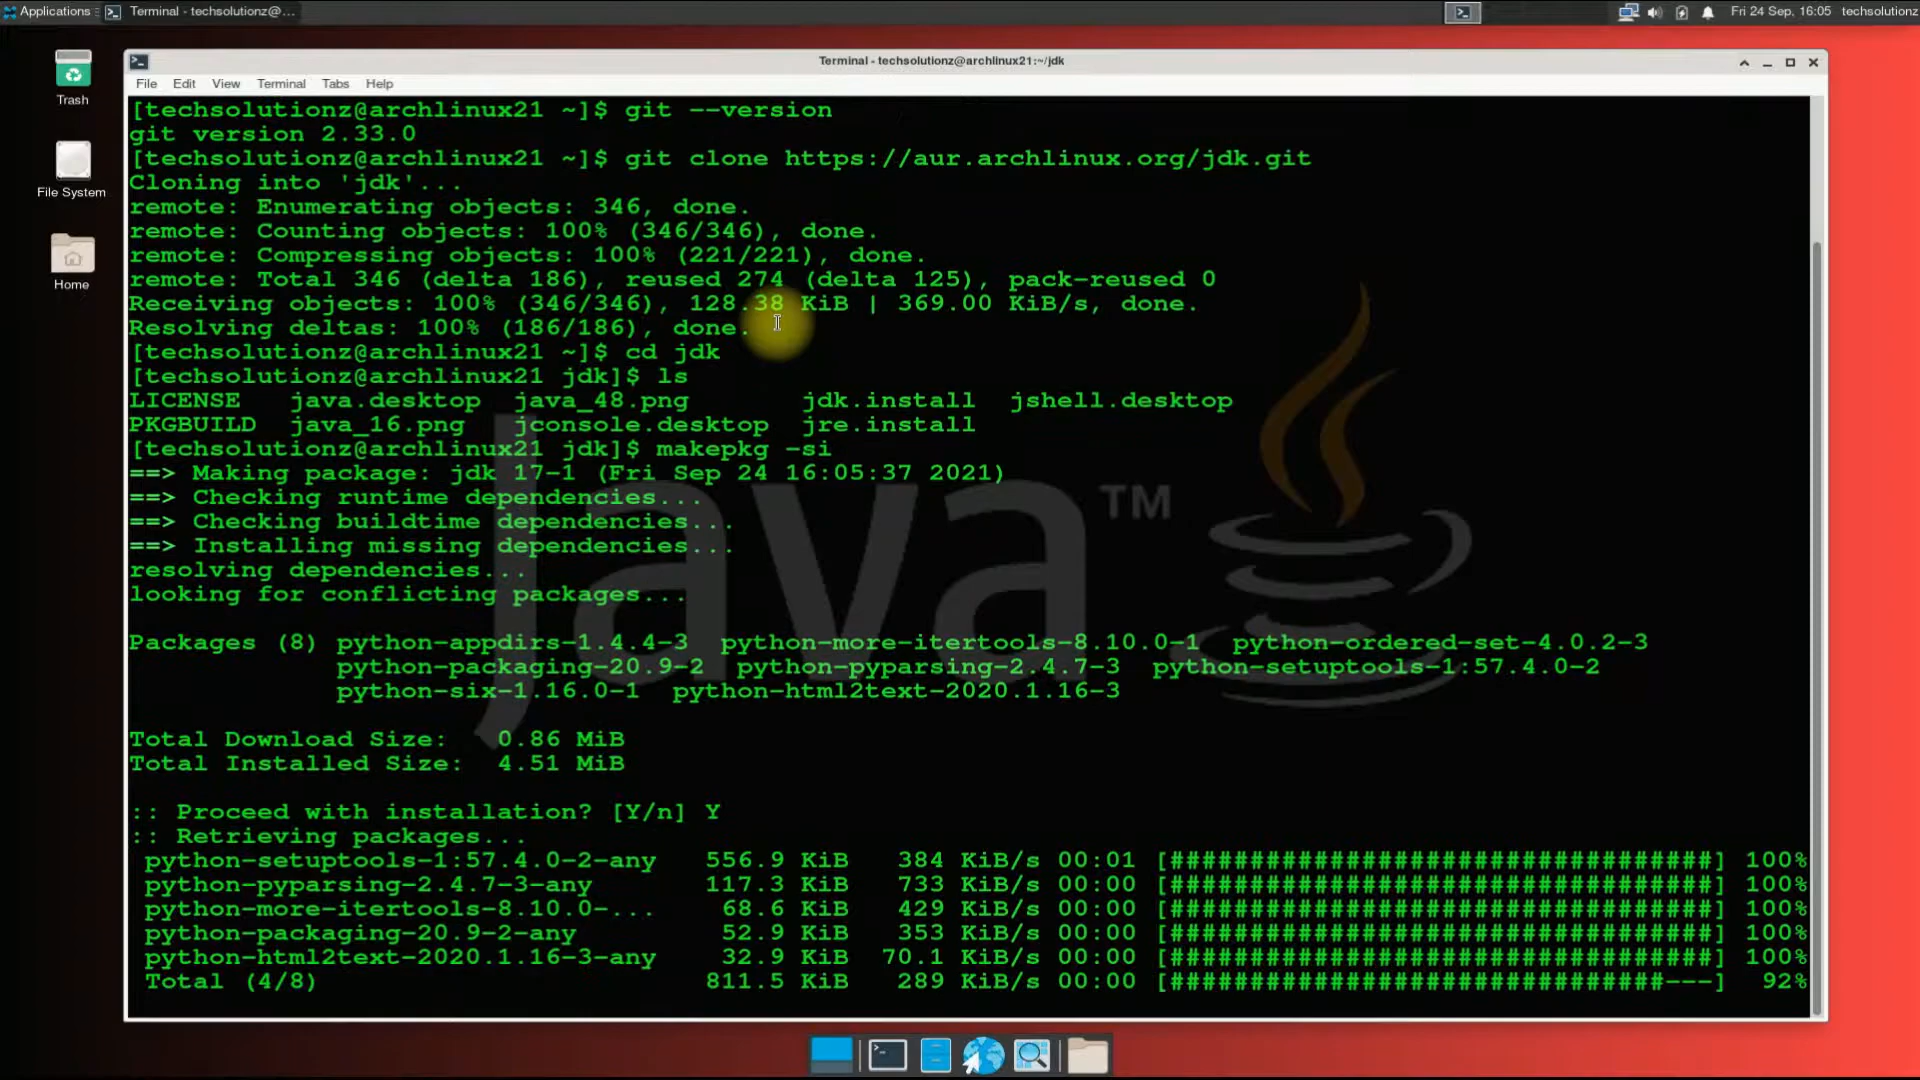 Applications
Terminal - techsolutionz@...
Fri 24 Sep, 16:05
techsolutionz
Trash
File System
Home
Terminal - techsolutionz@archlinux21:~/jdk
File Edit View Terminal Tabs Help
[techsolutionz@archlinux21 ~]$ git --version
git version 2.33.0
[techsolutionz@archlinux21 ~]$ git clone https://aur.archlinux.org/jdk.git
Cloning into 'jdk'...
remote: Enumerating objects: 346, done.
remote: Counting objects: 100% (346/346), done.
remote: Compressing objects: 100% (221/221), done.
remote: Total 346 (delta 186), reused 274 (delta 125), pack-reused 0
Receiving objects: 100% (346/346), 128.38 KiB | 369.00 KiB/s, done.
Resolving deltas: 100% (186/186), done.
[techsolutionz@archlinux21 ~]$ cd jdk
[techsolutionz@archlinux21 jdk]$ ls
LICENSE java.desktop java_48.png jdk.install jshell.desktop
PKGBUILD java_16.png jconsole.desktop jre.install
[techsolutionz@archlinux21 jdk]$ makepkg -si
==> Making package: jdk 17-1 (Fri Sep 24 16:05:37 2021)
==> Checking runtime dependencies...
==> Checking buildtime dependencies...
==> Installing missing dependencies...
resolving dependencies...
looking for conflicting packages...
Packages (8) python-appdirs-1.4.4-3 python-more-itertools-8.10.0-1 python-ordered-set-4.0.2-3
python-packaging-20.9-2 python-pyparsing-2.4.7-3 python-setuptools-1:57.4.0-2
python-six-1.16.0-1 python-html2text-2020.1.16-3
Total Download Size: 0.86 MiB
Total Installed Size: 4.51 MiB
:: Proceed with installation? [Y/n] Y
:: Retrieving packages...
python-setuptools-1:57.4.0-2-any 556.9 KiB 384 KiB/s 00:01 [##################################] 100%
python-pyparsing-2.4.7-3-any 117.3 KiB 733 KiB/s 00:00 [##################################] 100%
python-more-itertools-8.10.0-... 68.6 KiB 429 KiB/s 00:00 [##################################] 100%
python-packaging-20.9-2-any 52.9 KiB 353 KiB/s 00:00 [##################################] 100%
python-html2text-2020.1.16-3-any 32.9 KiB 70.1 KiB/s 00:00 [##################################] 100%
Total (4/8) 811.5 KiB 289 KiB/s 00:00 [###############################---] 92%
Java™